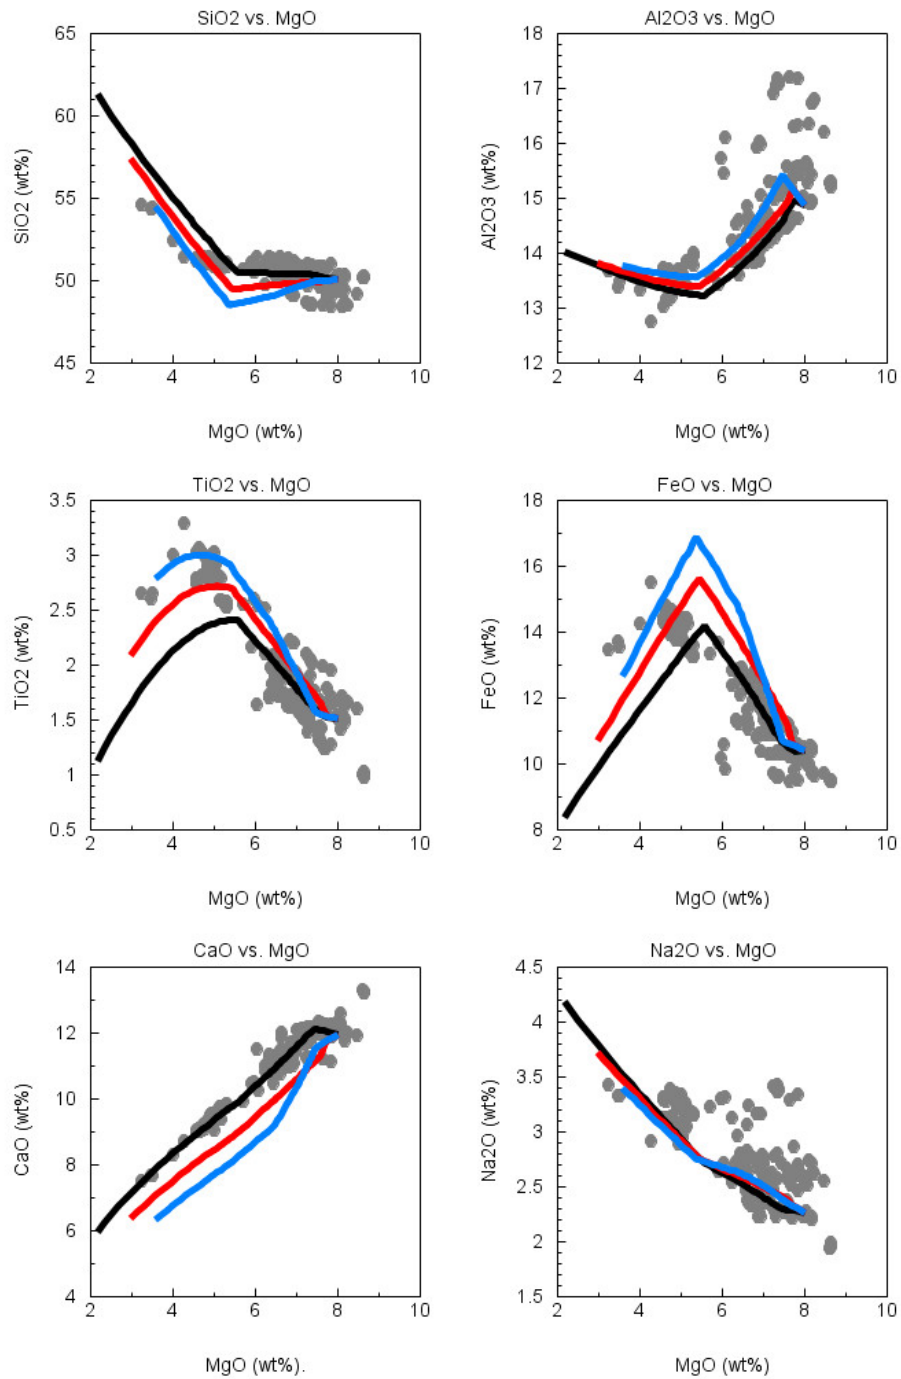 SiO2 vs. MgO
65
60
55
50
45
SiO2 (wt%)
2 4 6 8 10
MgO (wt%)
Al2O3 vs. MgO
18
17
16
15
14
13
12
Al2O3 (wt%)
2 4 6 8 10
MgO (wt%)
TiO2 vs. MgO
3.5
3
2.5
2
1.5
1
0.5
TiO2 (wt%)
2 4 6 8 10
MgO (wt%)
FeO vs. MgO
18
16
14
12
10
8
FeO (wt%)
2 4 6 8 10
MgO (wt%)
CaO vs. MgO
14
12
10
8
6
4
CaO (wt%)
2 4 6 8 10
MgO (wt%).
Na2O vs. MgO
4.5
4
3.5
3
2.5
2
1.5
Na2O (wt%)
2 4 6 8 10
MgO (wt%)